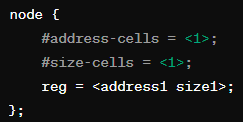 node {
    #address-cells = <1>;
    #size-cells = <1>;
    reg = <address1 size1>;
};